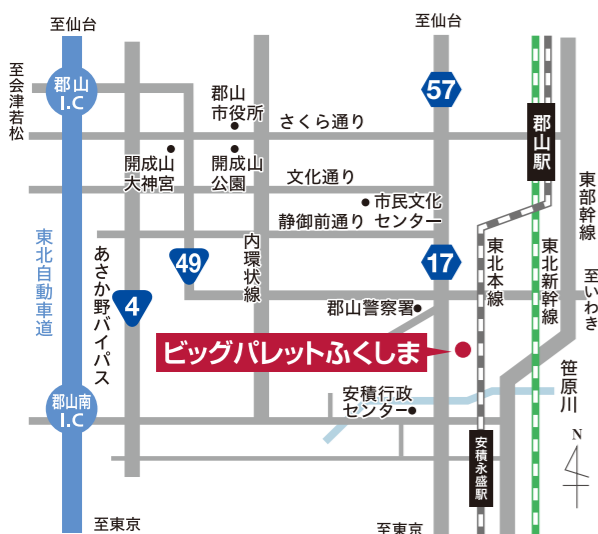 至仙台
至仙台
至会津若松
郡山
I.C
郡山
市役所
57
さくら通り
郡山駅
開成山
大神宮
開成山
公園
文化通り
市民文化
センター
東部幹線
静御前通り
東北自動車道
あさか野バイパス
内環状線
49
17
東北本線
東北新幹線
至いわき
4
郡山警察署
ビッグパレットふくしま
笹原川
安積行政
センター
郡山南
I.C
安積永盛駅
N
至東京
至東京